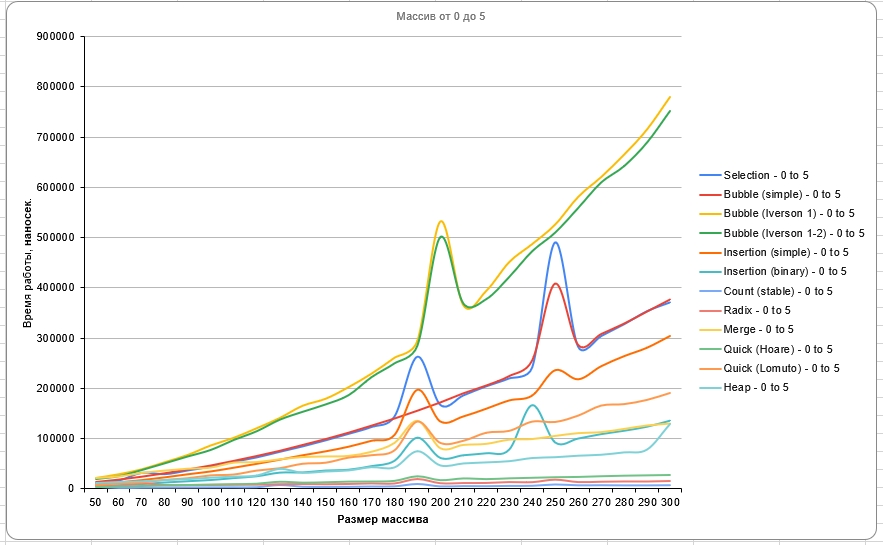 Массив от 0 до 5
900000
800000
700000
600000
500000
400000
300000
200000
100000
0
Время работы, наносек.
50 60 70 80 90 100 110 120 130 140 150 160 170 180 190 200 210 220 230 240 250 260 270 280 290 300
Размер массива
Selection - 0 to 5
Bubble (simple) - 0 to 5
Bubble (Iverson 1) - 0 to 5
Bubble (Iverson 1-2) - 0 to 5
Insertion (simple) - 0 to 5
Insertion (binary) - 0 to 5
Count (stable) - 0 to 5
Radix - 0 to 5
Merge - 0 to 5
Quick (Hoare) - 0 to 5
Quick (Lomuto) - 0 to 5
Heap - 0 to 5